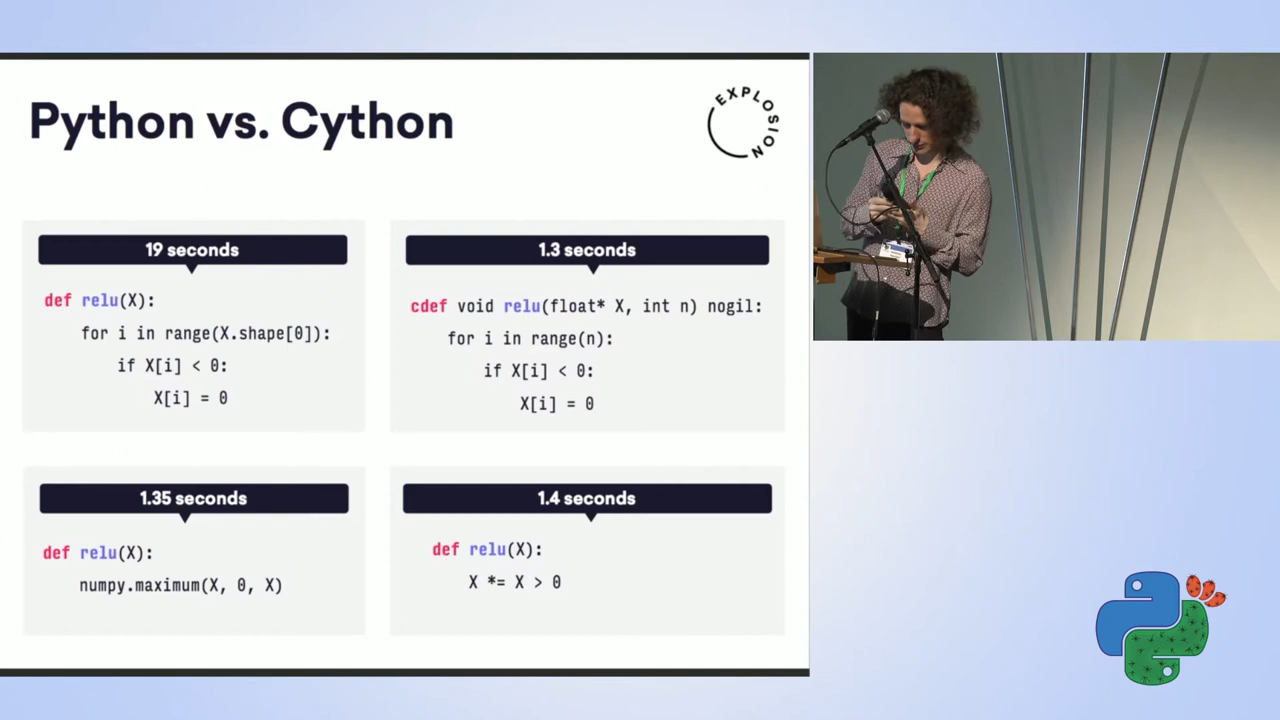 Python vs. Cython
EXPLOSION
19 seconds
def relu(X):
    for i in range(X.shape[0]):
        if X[i] < 0:
            X[i] = 0
1.3 seconds
cdef void relu(float* X, int n) nogil:
    for i in range(n):
        if X[i] < 0:
            X[i] = 0
1.35 seconds
def relu(X):
    numpy.maximum(X, 0, X)
1.4 seconds
def relu(X):
    X *= X > 0